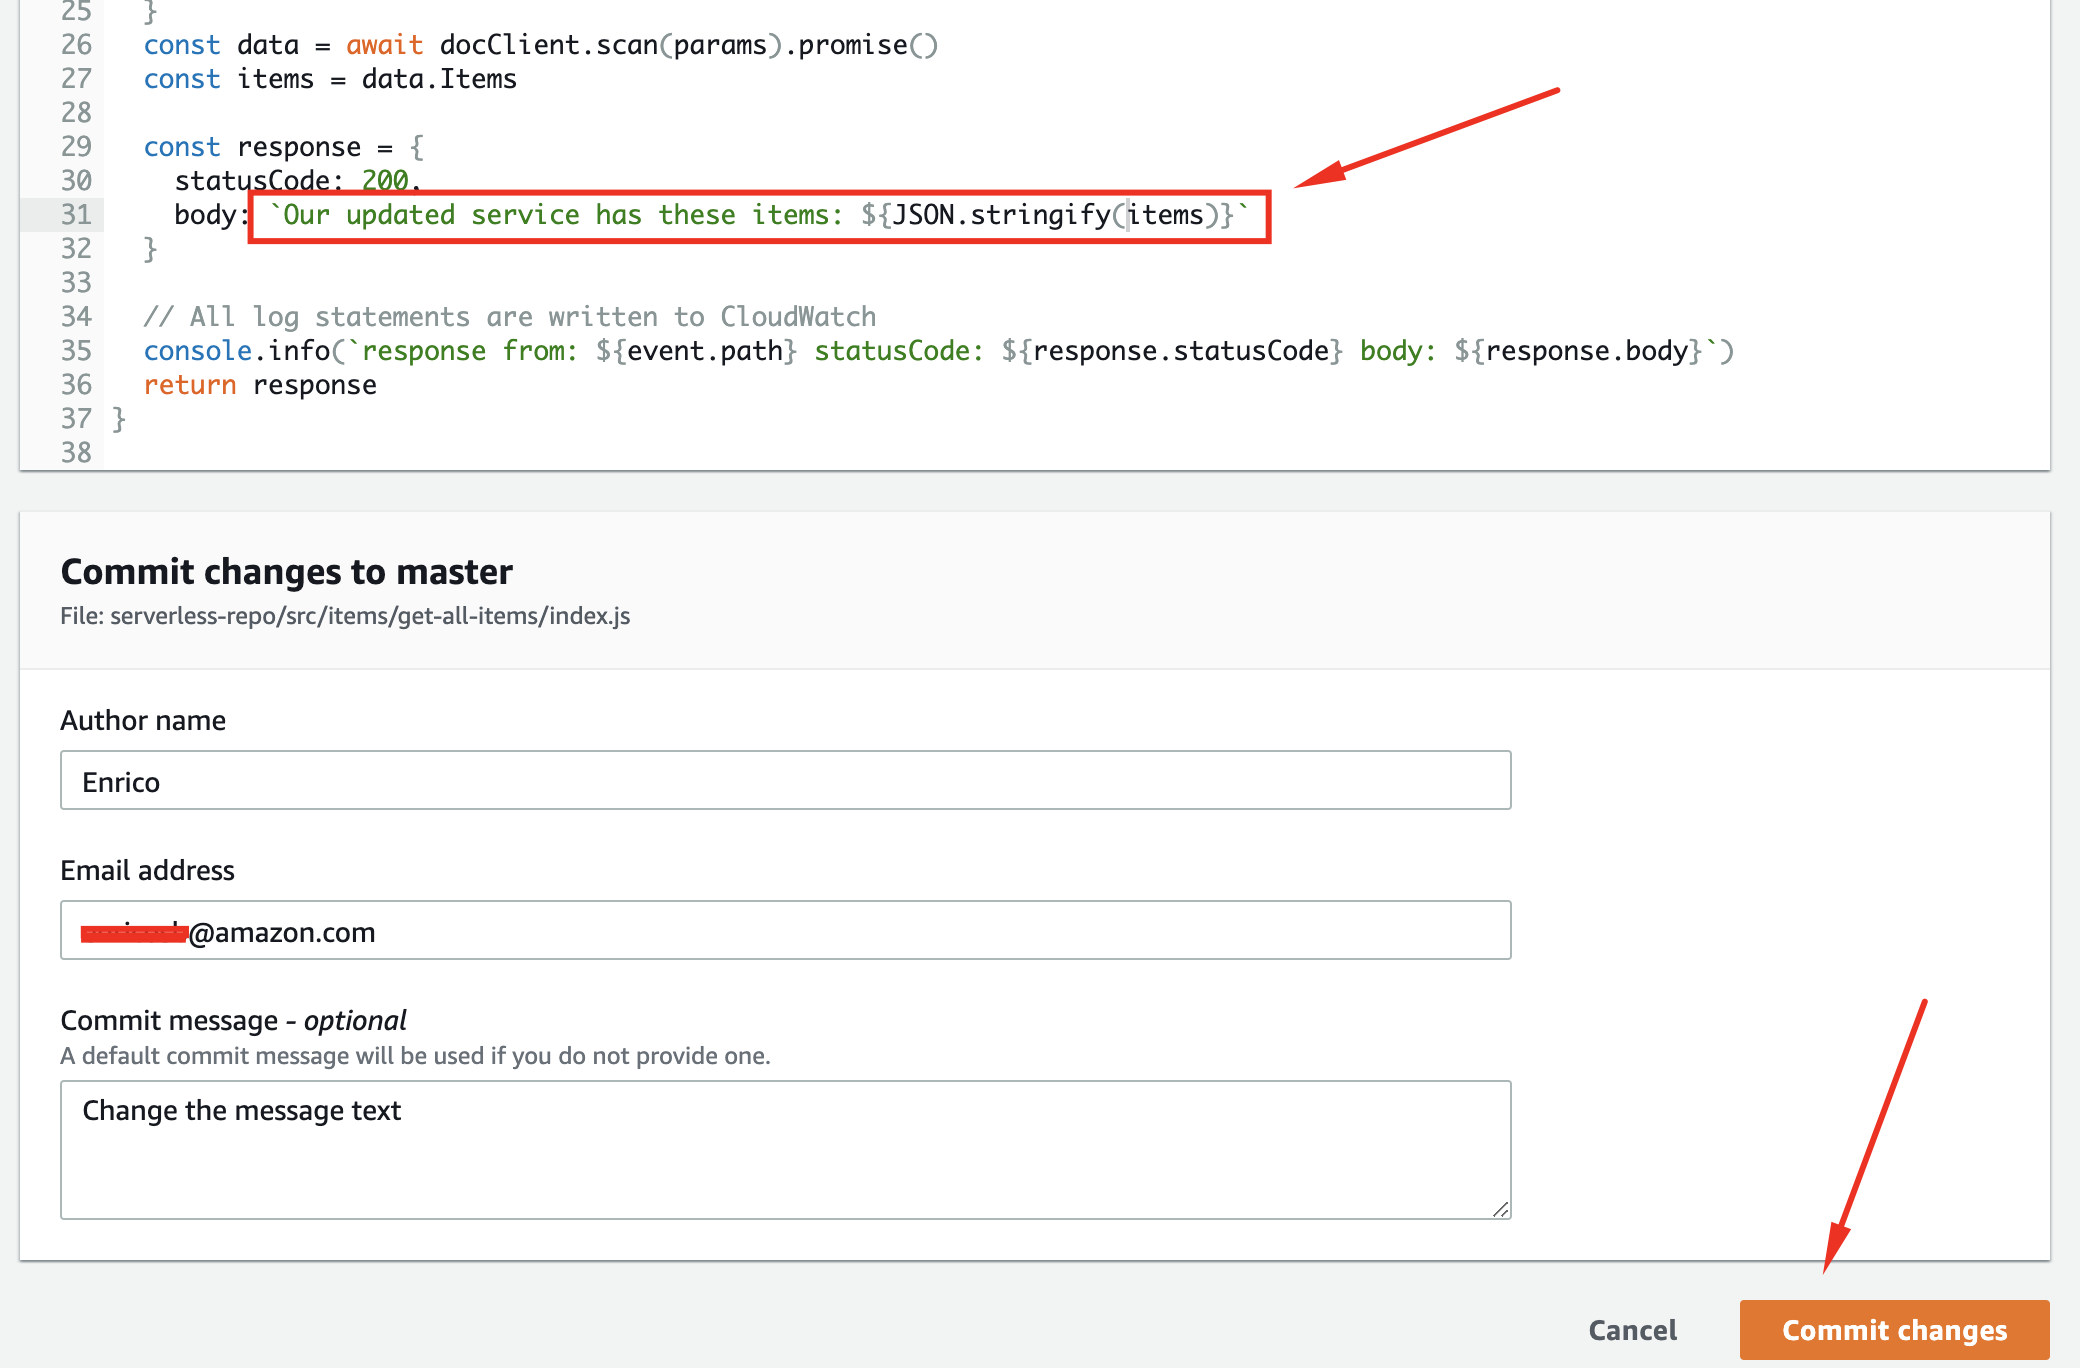 25   }
26   const data = await docClient.scan(params).promise()
27   const items = data.Items
28
29   const response = {
30     statusCode: 200,
31     body: `Our updated service has these items: ${JSON.stringify(items)}`
32   }
33
34   // All log statements are written to CloudWatch
35   console.info(`response from: ${event.path} statusCode: ${response.statusCode} body: ${response.body}`)
36   return response
37 }
38
Commit changes to master
File: serverless-repo/src/items/get-all-items/index.js
Author name
Enrico
Email address
@amazon.com
Commit message - optional
A default commit message will be used if you do not provide one.
Change the message text
Cancel
Commit changes